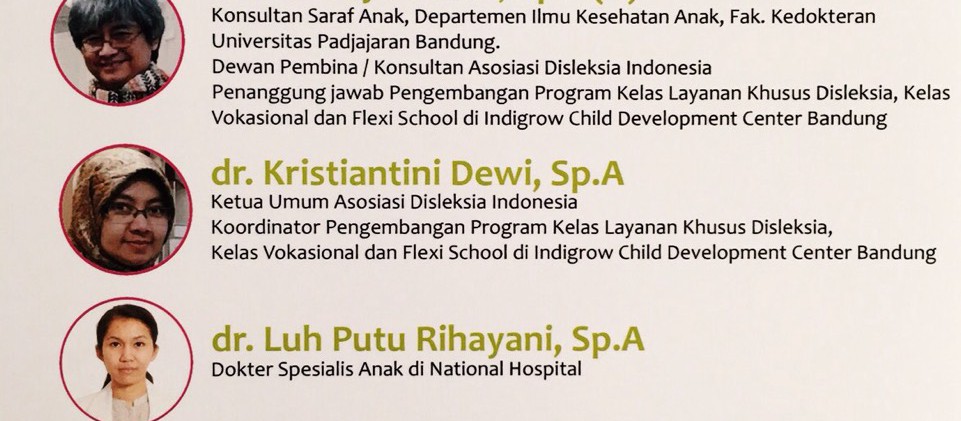 Konsultan Saraf Anak, Departemen Ilmu Kesehatan Anak, Fak. Kedokteran
Universitas Padjajaran Bandung.
Dewan Pembina / Konsultan Asosiasi Disleksia Indonesia
Penanggung jawab Pengembangan Program Kelas Layanan Khusus Disleksia, Kelas
Vokasional dan Flexi School di Indigrow Child Development Center Bandung
dr. Kristiantini Dewi, Sp.A
Ketua Umum Asosiasi Disleksia Indonesia
Koordinator Pengembangan Program Kelas Layanan Khusus Disleksia,
Kelas Vokasional dan Flexi School di Indigrow Child Development Center Bandung
dr. Luh Putu Rihayani, Sp.A
Dokter Spesialis Anak di National Hospital